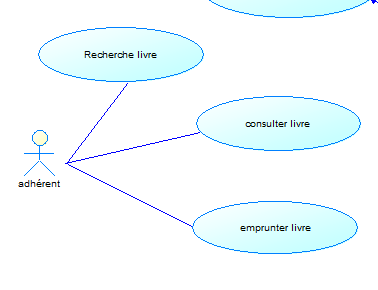 Recherche livre
consulter livre
adhérent
emprunter livre